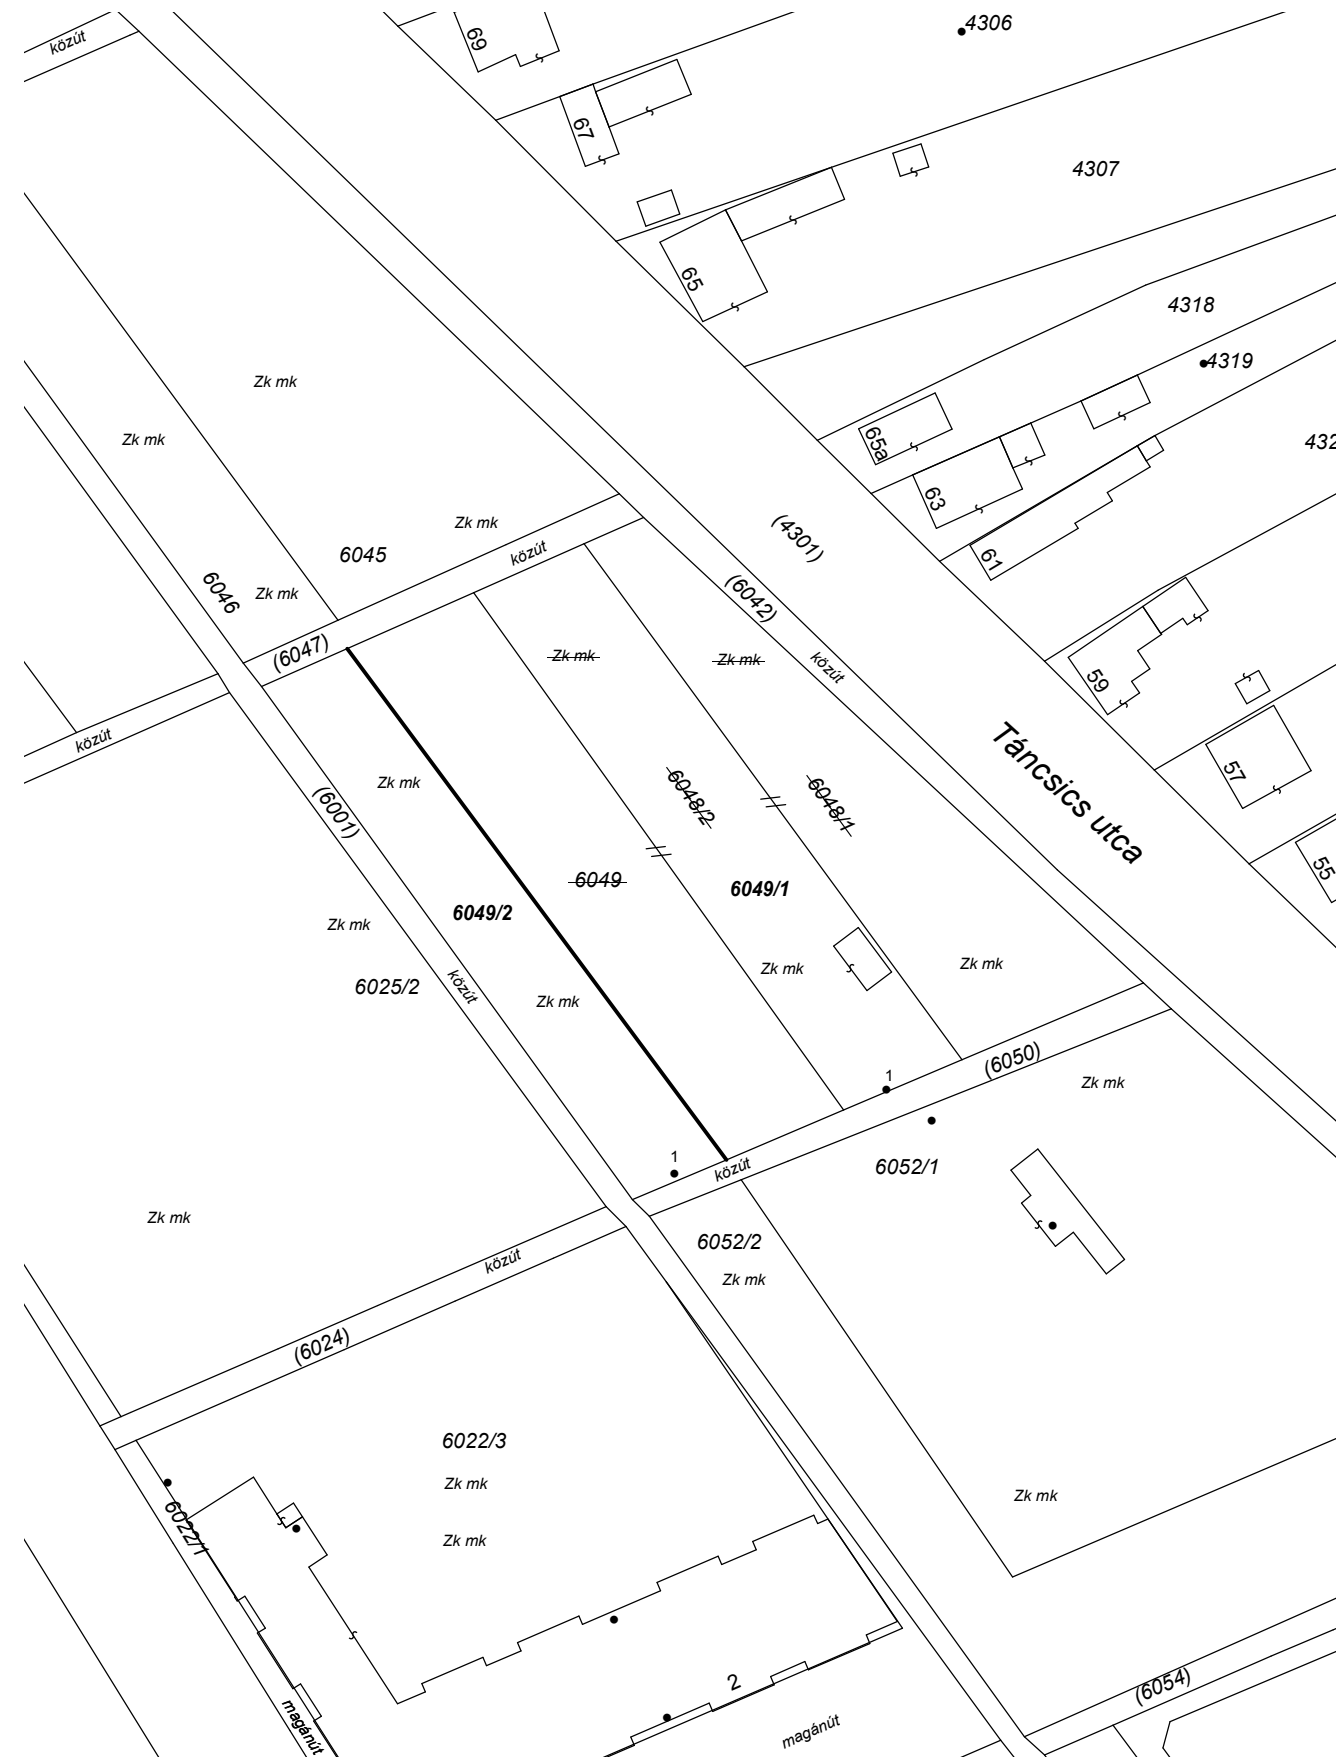 4306
közút
69
67
4307
65
4318
4319
Zk mk
65a
Zk mk
432
63
Zk mk
(4301)
közút
6045
61
6046
Zk mk
(6042)
(6047)
Zk mk
Zk mk
közút
59
közút
Táncsics utca
57
Zk mk
6048/2
6048/1
(6001)
55
6049
6049/1
6049/2
Zk mk
Zk mk
Zk mk
6025/2
közút
Zk mk
(6050)
1
Zk mk
1
közút
6052/1
Zk mk
6052/2
közút
Zk mk
(6024)
6022/3
Zk mk
Zk mk
6022/1
Zk mk
2
(6054)
magánút
magánút